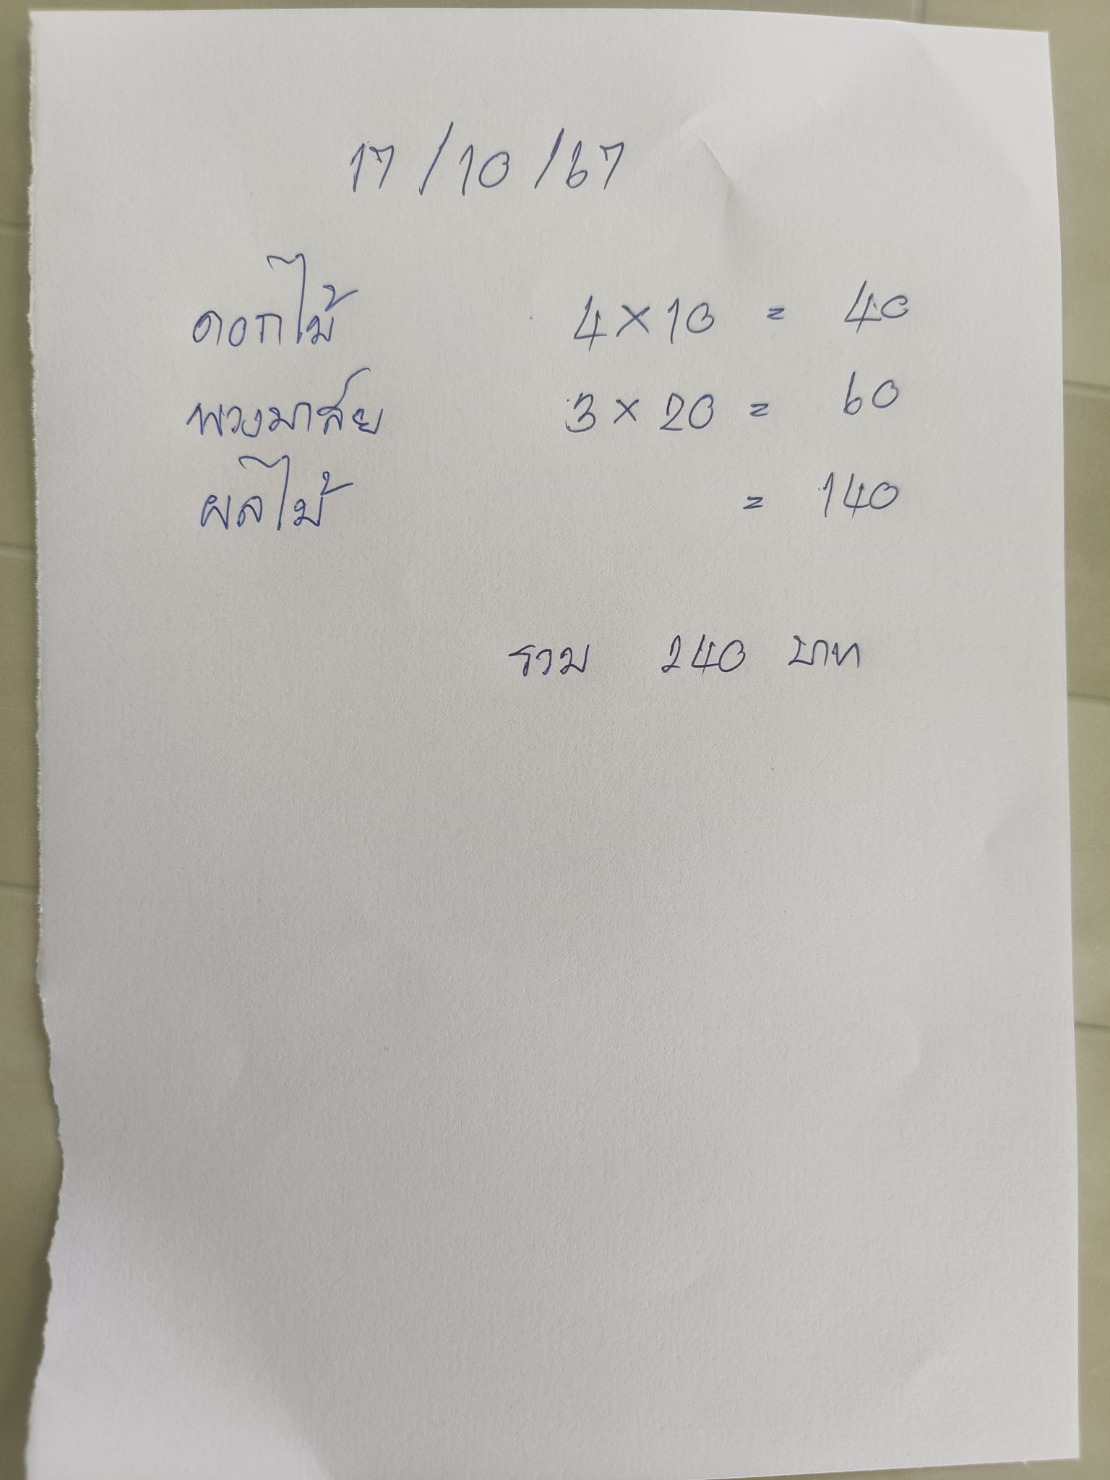 17/10/67
ดอกไม้ 4 × 10 = 40
พวงมาลัย 3 × 20 = 60
ผลไม้ = 140
รวม 240 บาท